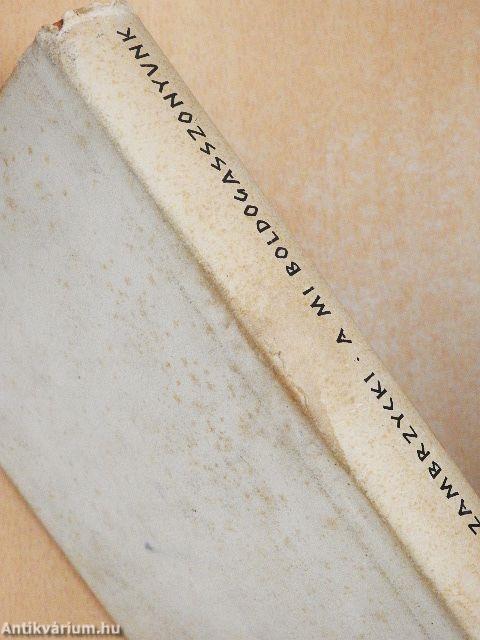 ZAMBRZYCKI · A MI BOLDOGASSZONYUNK
Antikvárium.hu